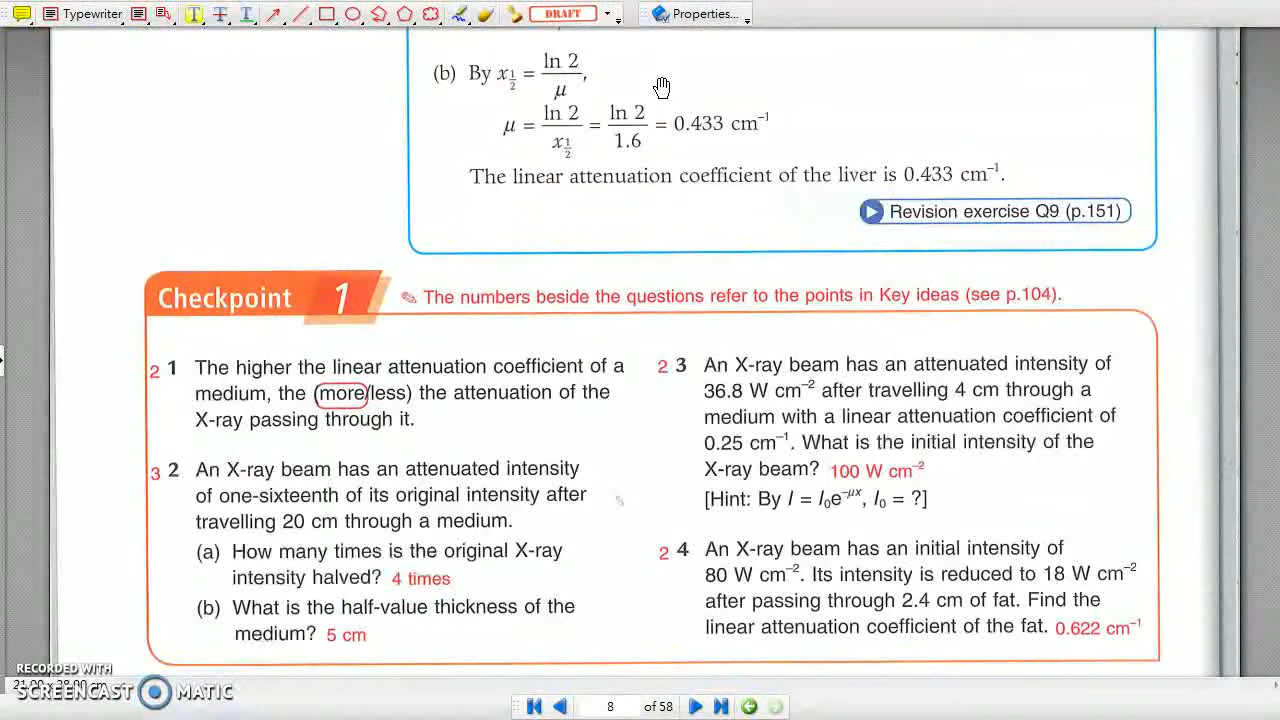 Typewriter
DRAFT
Properties...
(b) By x½ = ln 2 / μ,
μ = ln 2 / x½ = ln 2 / 1.6 = 0.433 cm⁻¹
The linear attenuation coefficient of the liver is 0.433 cm⁻¹.
Revision exercise Q9 (p.151)
Checkpoint 1
✎ The numbers beside the questions refer to the points in Key ideas (see p.104).
2 1 The higher the linear attenuation coefficient of a
medium, the (more/less) the attenuation of the
X-ray passing through it.
3 2 An X-ray beam has an attenuated intensity
of one-sixteenth of its original intensity after
travelling 20 cm through a medium.
(a) How many times is the original X-ray
intensity halved? 4 times
(b) What is the half-value thickness of the
medium? 5 cm
2 3 An X-ray beam has an attenuated intensity of
36.8 W cm⁻² after travelling 4 cm through a
medium with a linear attenuation coefficient of
0.25 cm⁻¹. What is the initial intensity of the
X-ray beam? 100 W cm⁻²
[Hint: By I = I₀e⁻μˣ, I₀ = ?]
2 4 An X-ray beam has an initial intensity of
80 W cm⁻². Its intensity is reduced to 18 W cm⁻²
after passing through 2.4 cm of fat. Find the
linear attenuation coefficient of the fat. 0.622 cm⁻¹
RECORDED WITH
SCREENCAST MATIC
8 of 58